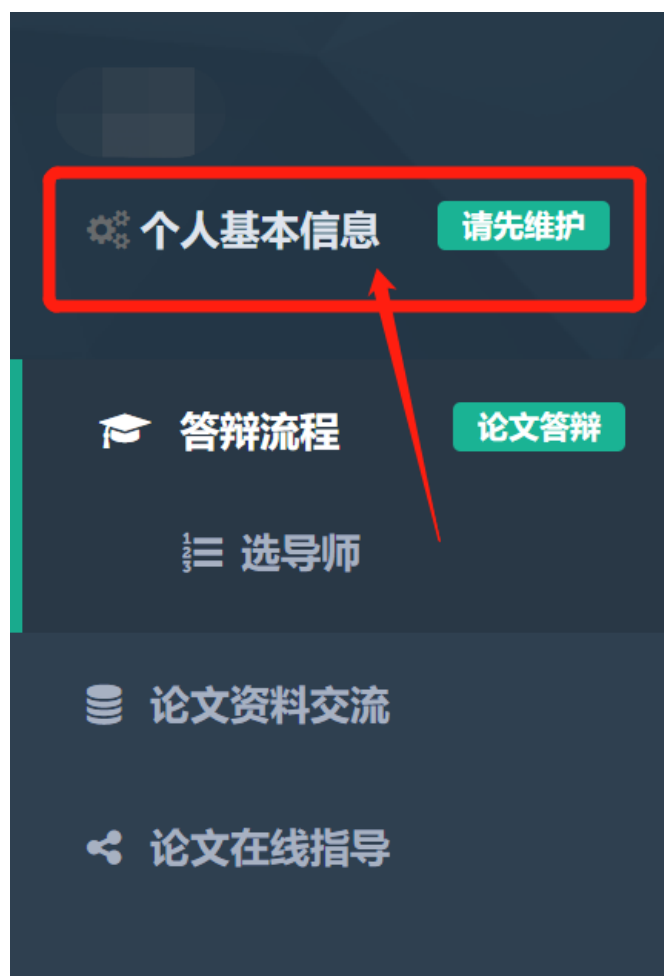 个人基本信息 请先维护
答辩流程 论文答辩
选导师
论文资料交流
论文在线指导